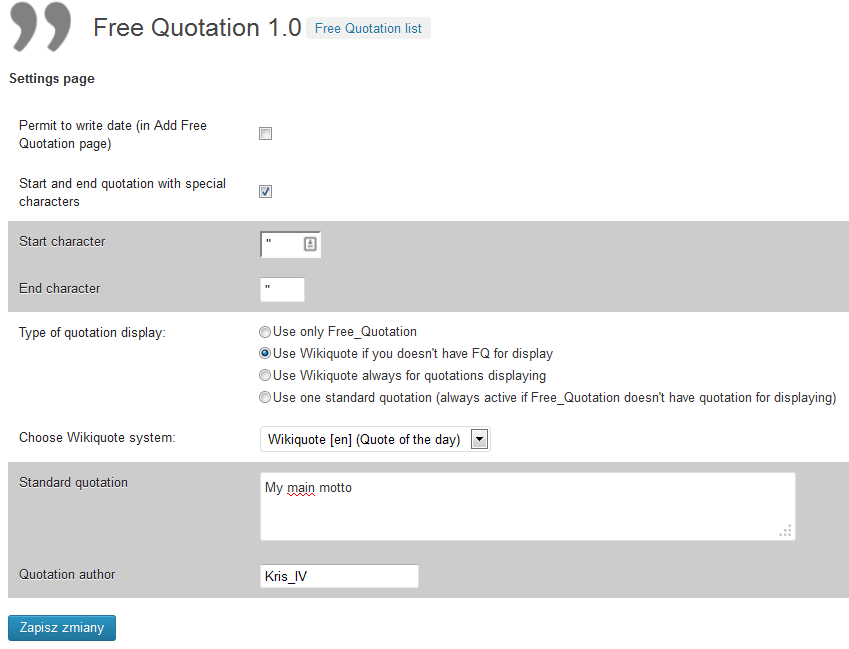 Free Quotation 1.0 Free Quotation list
Settings page
Permit to write date (in Add Free
Quotation page)
Start and end quotation with special
characters
Start character "
End character "
Type of quotation display:
Use only Free_Quotation
Use Wikiquote if you doesn't have FQ for display
Use Wikiquote always for quotations displaying
Use one standard quotation (always active if Free_Quotation doesn't have quotation for displaying)
Choose Wikiquote system: Wikiquote [en] (Quote of the day)
Standard quotation My main motto
Quotation author Kris_IV
Zapisz zmiany